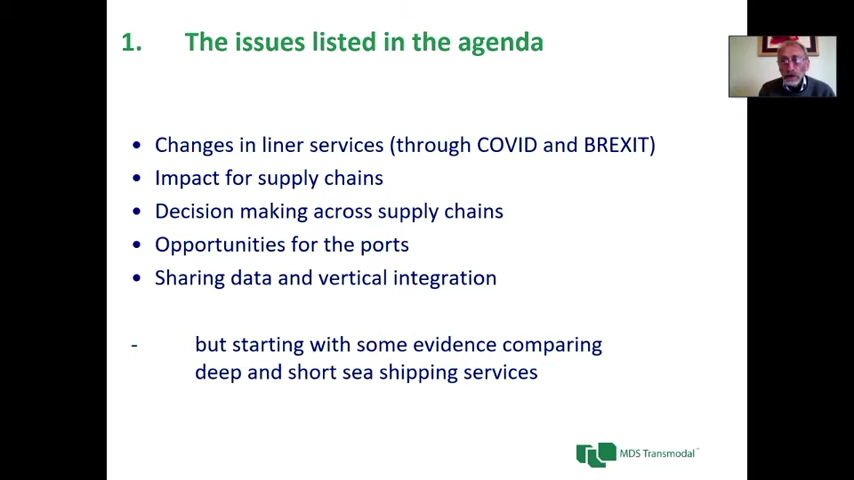 1. The issues listed in the agenda
• Changes in liner services (through COVID and BREXIT)
• Impact for supply chains
• Decision making across supply chains
• Opportunities for the ports
• Sharing data and vertical integration
- but starting with some evidence comparing
deep and short sea shipping services
MDS Transmodal™